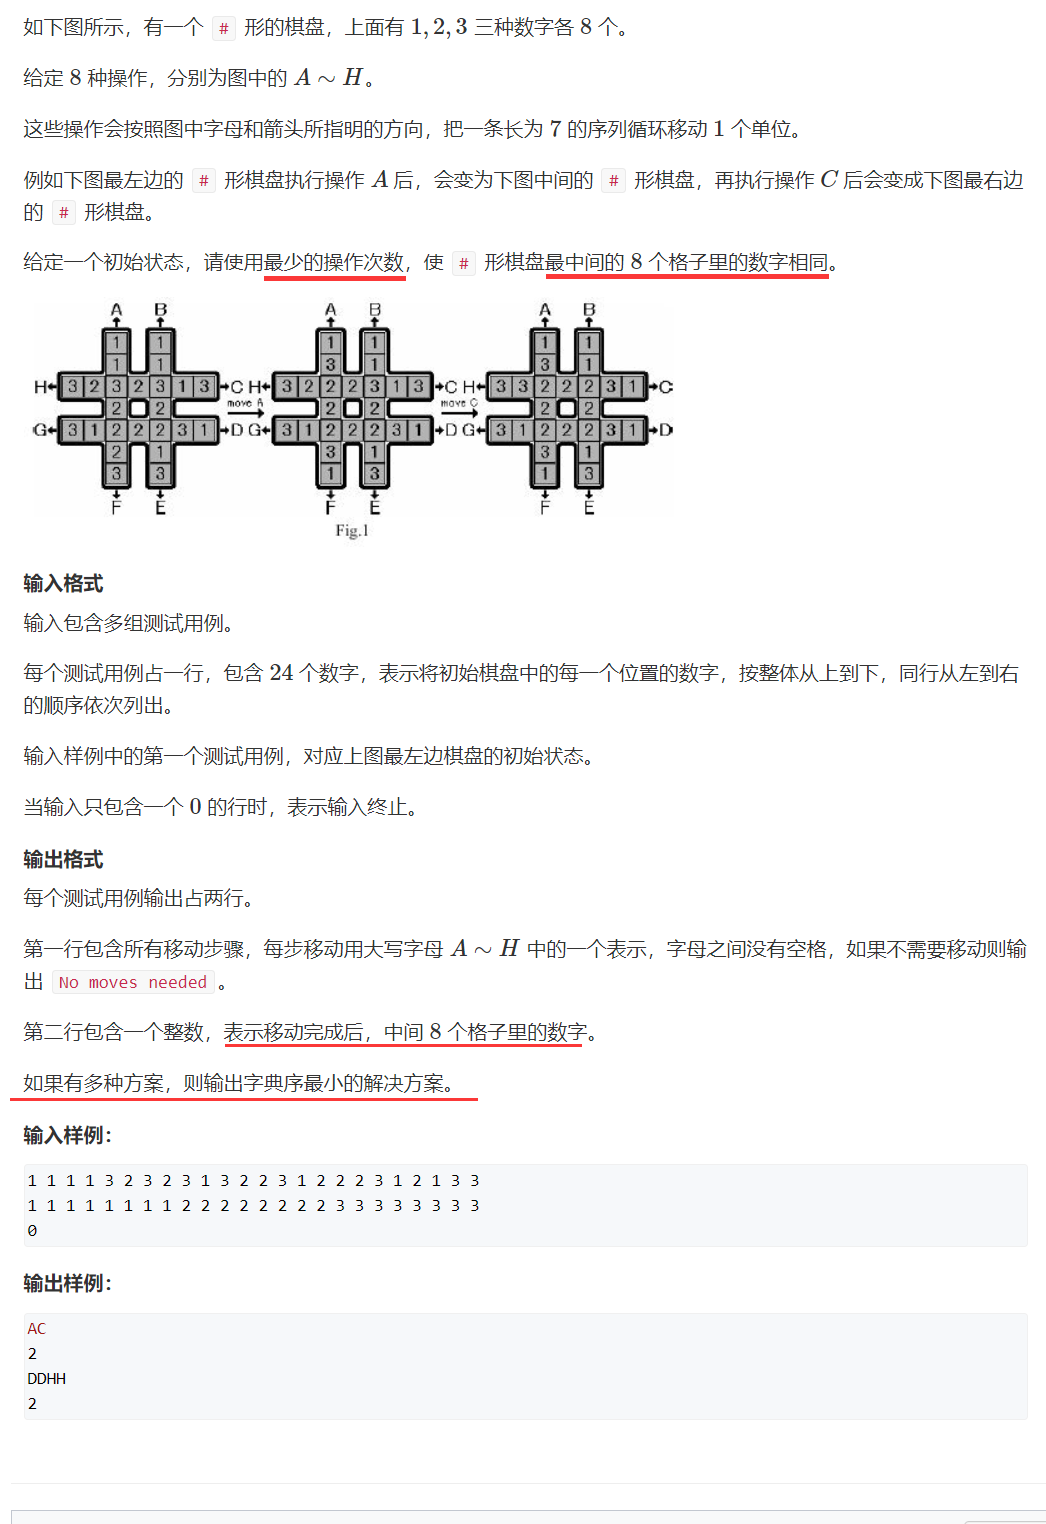 如下图所示，有一个 # 形的棋盘，上面有 1, 2, 3 三种数字各 8 个。
给定 8 种操作，分别为图中的 A ∼ H。
这些操作会按照图中字母和箭头所指明的方向，把一条长为 7 的序列循环移动 1 个单位。
例如下图最左边的 # 形棋盘执行操作 A 后，会变为下图中间的 # 形棋盘，再执行操作 C 后会变成下图最右边
的 # 形棋盘。
给定一个初始状态，请使用最少的操作次数，使 # 形棋盘最中间的 8 个格子里的数字相同。
A B A B A B
1 1 1 1 1 1
1 1 3 1 3 1
H 3 2 3 2 3 1 3 C H 3 2 2 2 3 1 3 C H 3 3 2 2 2 3 1 C
2 2 move A 2 2 move C 2 2
G 3 1 2 2 2 3 1 D G 3 1 2 2 2 3 1 D G 3 1 2 2 2 3 1 D
2 1 3 1 3 1
3 3 1 3 1 3
F E F E F E
Fig.1
输入格式
输入包含多组测试用例。
每个测试用例占一行，包含 24 个数字，表示将初始棋盘中的每一个位置的数字，按整体从上到下，同行从左到右
的顺序依次列出。
输入样例中的第一个测试用例，对应上图最左边棋盘的初始状态。
当输入只包含一个 0 的行时，表示输入终止。
输出格式
每个测试用例输出占两行。
第一行包含所有移动步骤，每步移动用大写字母 A ∼ H 中的一个表示，字母之间没有空格，如果不需要移动则输
出 No moves needed 。
第二行包含一个整数，表示移动完成后，中间 8 个格子里的数字。
如果有多种方案，则输出字典序最小的解决方案。
输入样例：
1 1 1 1 3 2 3 2 3 1 3 2 2 3 1 2 2 2 3 1 2 1 3 3
1 1 1 1 1 1 1 1 2 2 2 2 2 2 2 2 3 3 3 3 3 3 3 3
0
输出样例：
AC
2
DDHH
2